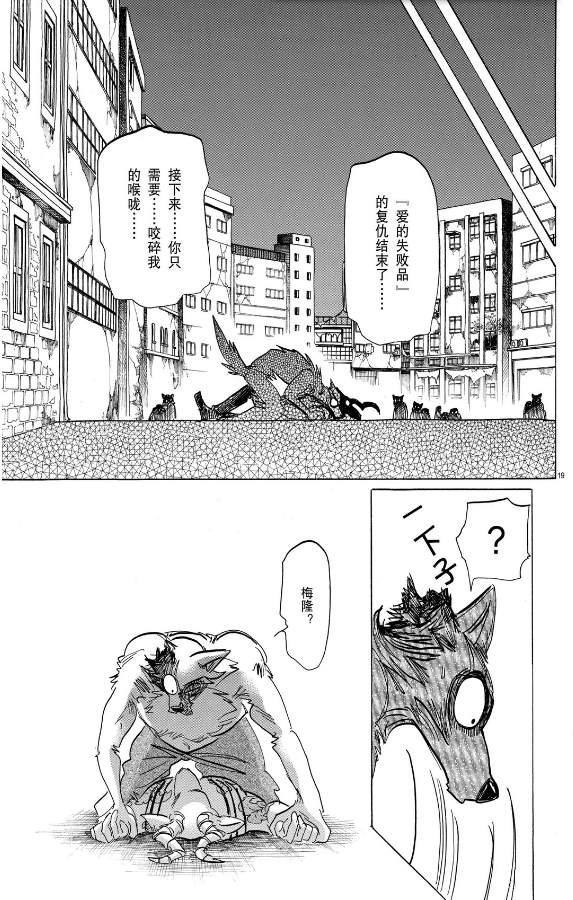 『爱的失败品』
的复仇结束了……
接下来……你只
需要……咬碎我
的喉咙……
19
?
一下子
梅隆？